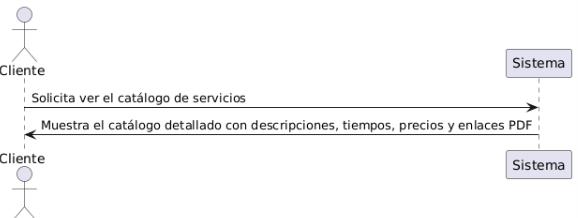 Cliente
Sistema
Solicita ver el catálogo de servicios
Muestra el catálogo detallado con descripciones, tiempos, precios y enlaces PDF
Cliente
Sistema